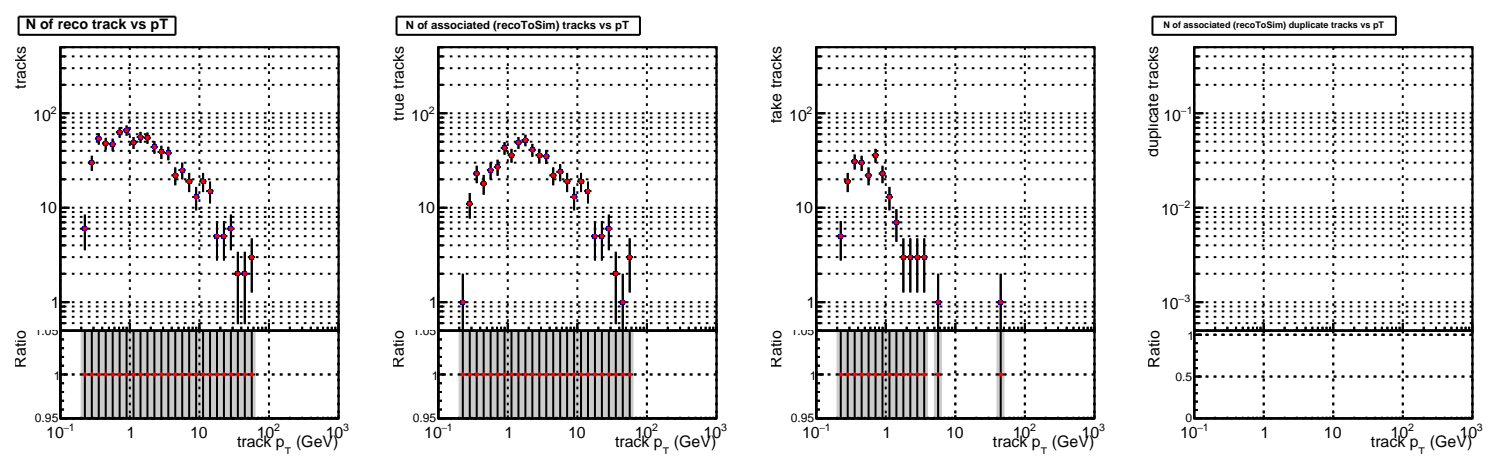 N of reco track vs pT
tracks
10²
10
1
Ratio
1.05
1
0.95
10⁻¹ 1 10 10² 10³
track p_T (GeV)
N of associated (recoToSim) tracks vs pT
true tracks
10²
10
1
Ratio
1.05
1
0.95
10⁻¹ 1 10 10² 10³
track p_T (GeV)
fake tracks
10²
10
1
Ratio
1.05
1
0.95
10⁻¹ 1 10 10² 10³
track p_T (GeV)
N of associated (recoToSim) duplicate tracks vs pT
duplicate tracks
10⁻¹
10⁻²
10⁻³
Ratio
1
0.5
0
10⁻¹ 1 10 10² 10³
track p_T (GeV)